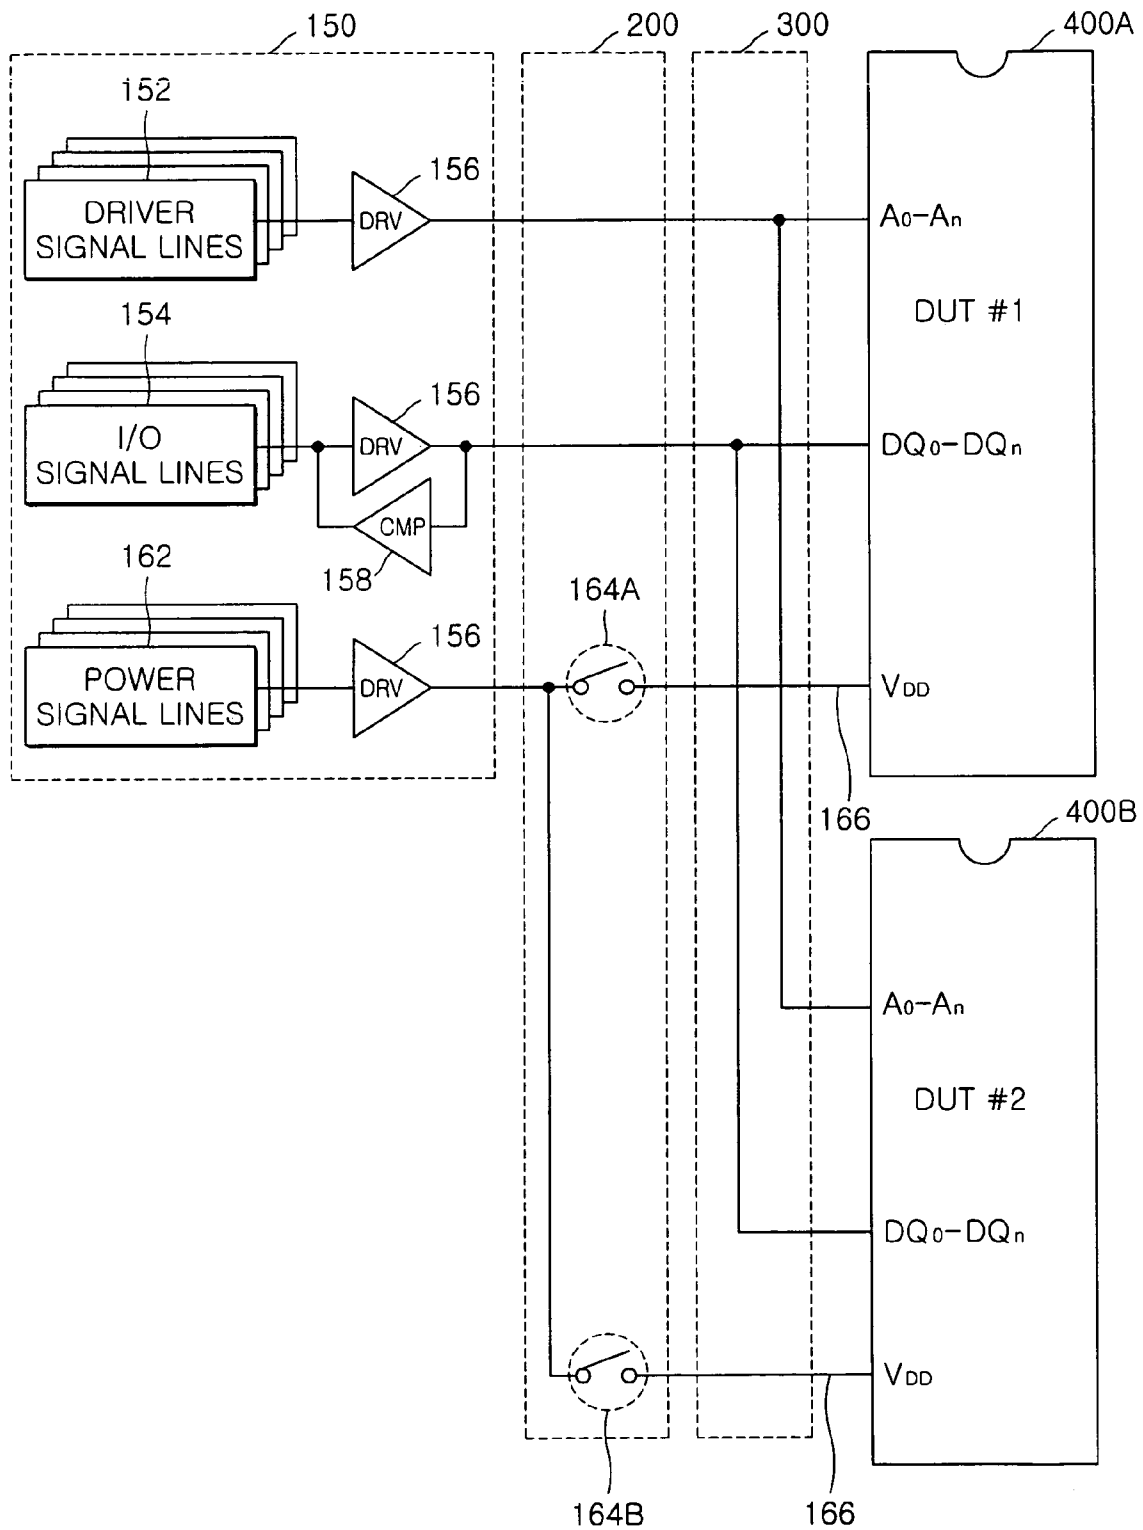 150
200
300
400A
152
156
DRIVER
SIGNAL LINES
DRV
A0-An
DUT #1
154
156
I/O
SIGNAL LINES
DRV
DQ0-DQn
CMP
158
162
164A
156
POWER
SIGNAL LINES
DRV
VDD
166
400B
A0-An
DUT #2
DQ0-DQn
VDD
164B
166